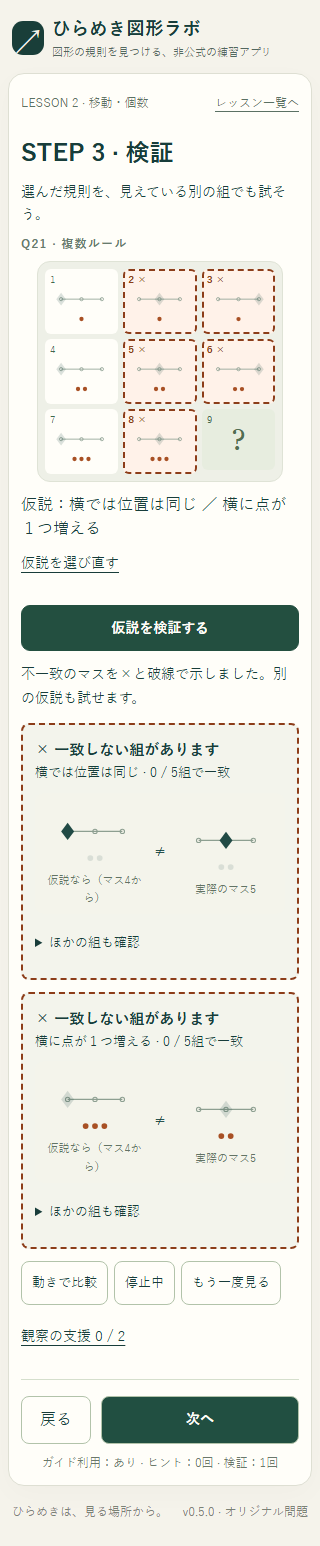 ひらめき図形ラボ
図形の規則を見つける、非公式の練習アプリ
LESSON 2 · 移動・個数
レッスン一覧へ
STEP 3 · 検証
選んだ規則を、見えている別の組でも試そ
う。
Q21 · 複数ルール
1
2 ×
3 ×
4
5 ×
6 ×
7
8 ×
9
?
仮説：横では位置は同じ ／ 横に点が
１つ増える
仮説を選び直す
仮説を検証する
不一致のマスを×と破線で示しました。別
の仮説も試せます。
× 一致しない組があります
横では位置は同じ · 0 / 5組で一致
≠
仮説なら（マス4か
ら）
実際のマス5
▶ ほかの組も確認
× 一致しない組があります
横に点が１つ増える · 0 / 5組で一致
≠
仮説なら（マス4か
ら）
実際のマス5
▶ ほかの組も確認
動きで比較
停止中
もう一度見る
観察の支援 0 / 2
戻る
次へ
ガイド利用：あり · ヒント：0回 · 検証：1回
ひらめきは、見る場所から。
v0.5.0 · オリジナル問題